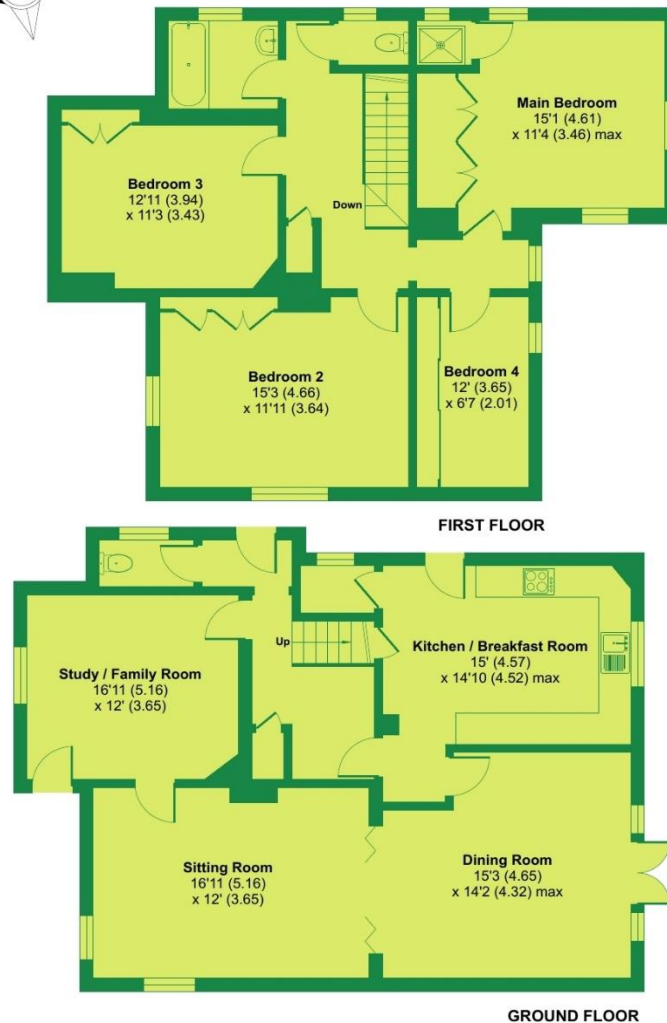 Main Bedroom
15'1 (4.61)
x 11'4 (3.46) max
Bedroom 3
12'11 (3.94)
x 11'3 (3.43)
Down
Bedroom 2
15'3 (4.66)
x 11'11 (3.64)
Bedroom 4
12' (3.65)
x 6'7 (2.01)
FIRST FLOOR
Up
Kitchen / Breakfast Room
15' (4.57)
x 14'10 (4.52) max
Study / Family Room
16'11 (5.16)
x 12' (3.65)
Sitting Room
16'11 (5.16)
x 12' (3.65)
Dining Room
15'3 (4.65)
x 14'2 (4.32) max
GROUND FLOOR